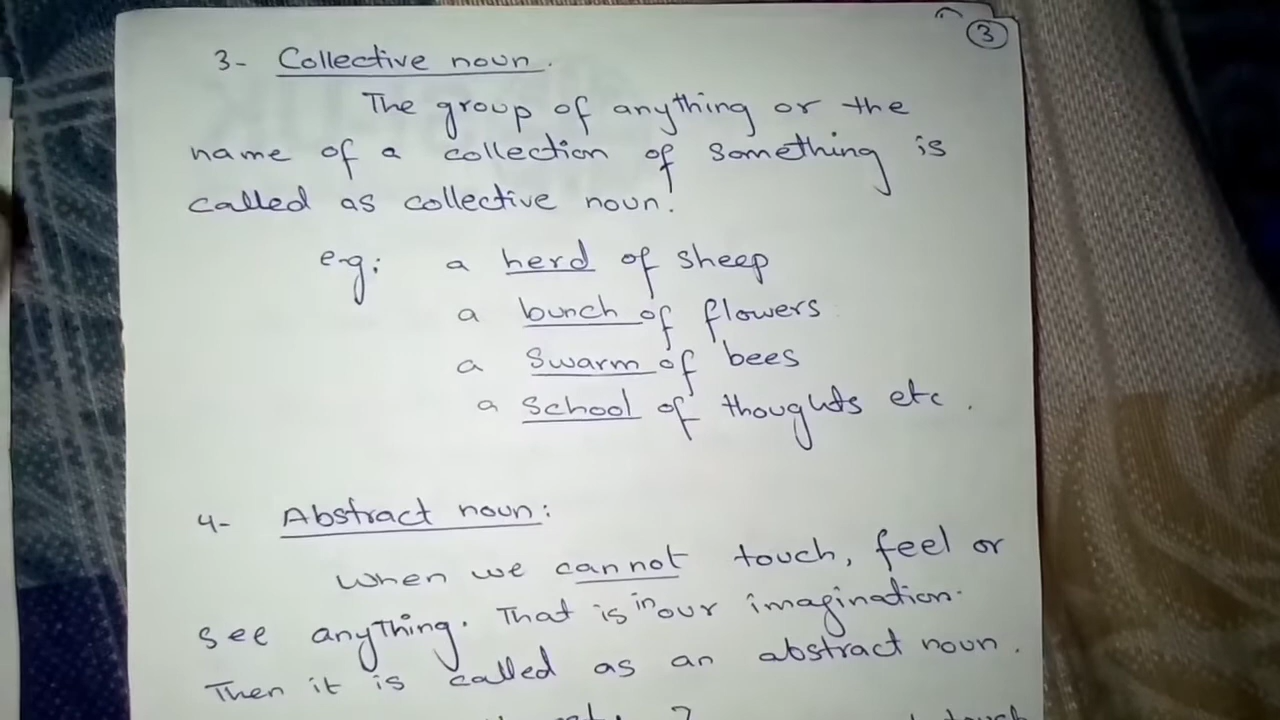 3
3- Collective noun.
The group of anything or the
name of a collection of something is
called as collective noun.
e.g: a herd of sheep
a bunch of flowers
a swarm of bees
a school of thoughts etc.
4- Abstract noun:
When we cannot touch, feel or
see anything. That is in our imagination.
Then it is called as an abstract noun.
touch